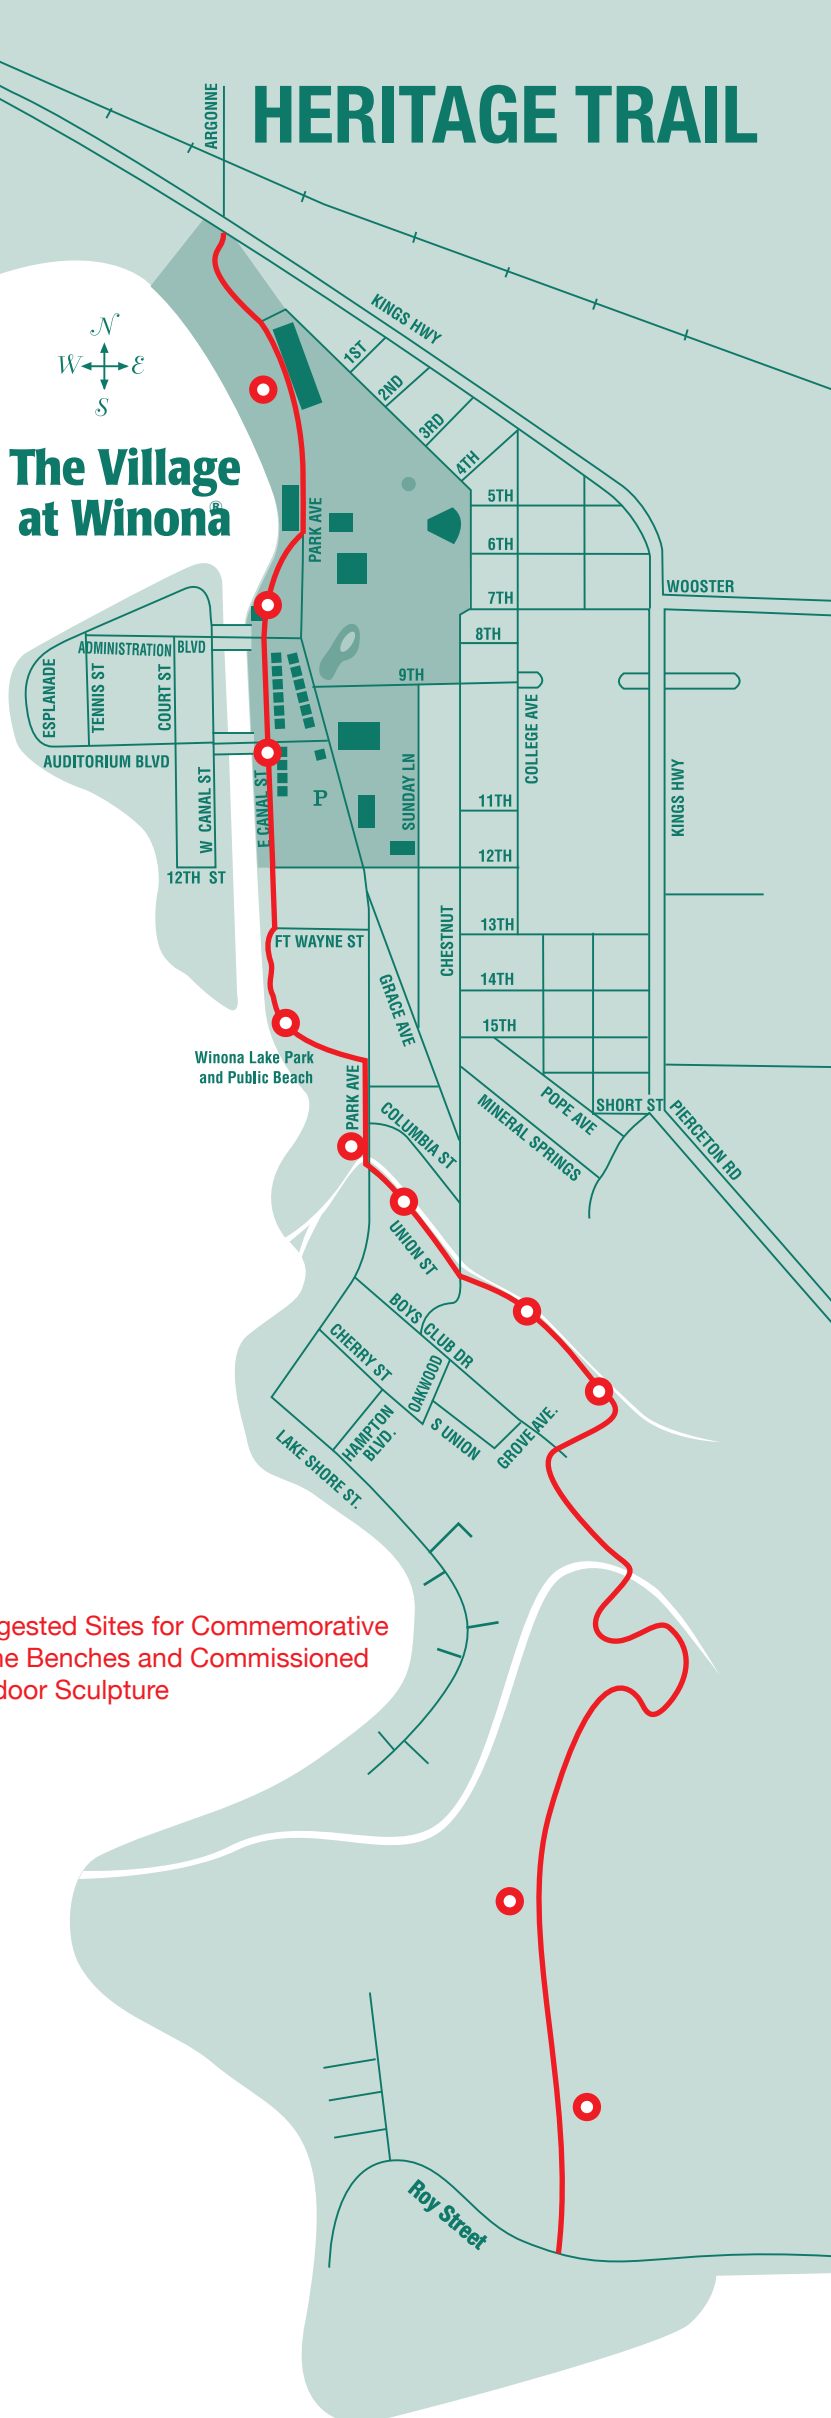 HERITAGE TRAIL
ARGONNE
KINGS HWY
N
W E
S
The Village
at Winona®
1ST
2ND
3RD
4TH
5TH
PARK AVE
6TH
7TH
WOOSTER
8TH
ADMINISTRATION BLVD
9TH
ESPLANADE
TENNIS ST
COURT ST
COLLEGE AVE
AUDITORIUM BLVD
W CANAL ST
E CANAL ST
P
SUNDAY LN
11TH
KINGS HWY
12TH
12TH ST
CHESTNUT
13TH
FT WAYNE ST
14TH
GRACE AVE
15TH
Winona Lake Park
and Public Beach
PARK AVE
COLUMBIA ST
MINERAL SPRINGS
POPE AVE
SHORT ST
PIERCETON RD
UNION ST
BOYS CLUB DR
CHERRY ST
OAKWOOD
HAMPTON
BLVD.
S UNION
GROVE AVE.
LAKE SHORE ST.
gested Sites for Commemorative
ne Benches and Commissioned
door Sculpture
Roy Street